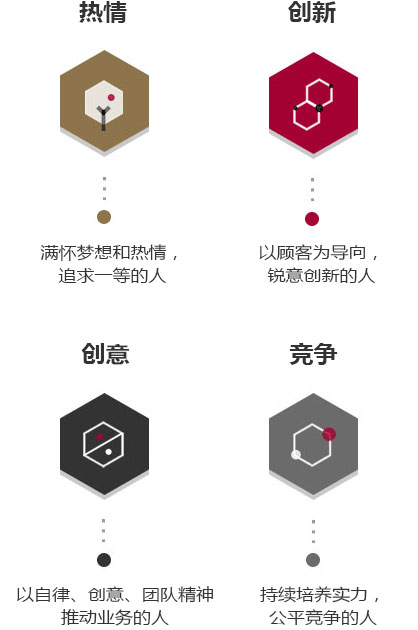 热情
创新
满怀梦想和热情，
追求一等的人
以顾客为导向，
锐意创新的人
创意
竞争
以自律、创意、团队精神
推动业务的人
持续培养实力，
公平竞争的人